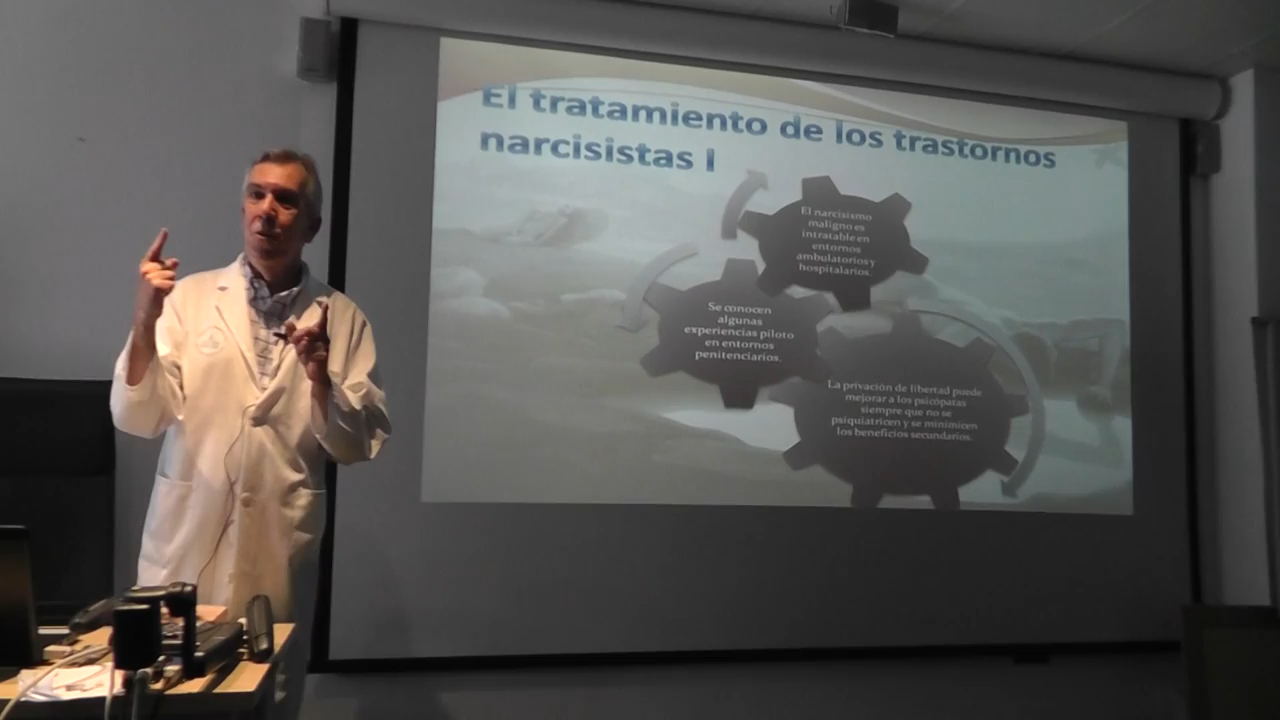 El tratamiento de los trastornos
narcisistas I
El narcisismo
maligno es
intratable en
entornos
ambulatorios y
hospitalarios.
Se conocen
algunas
experiencias piloto
en entornos
penitenciarios.
La privación de libertad puede
mejorar a los psicópatas
siempre que no se
psiquiatricen y se minimicen
los beneficios secundarios.